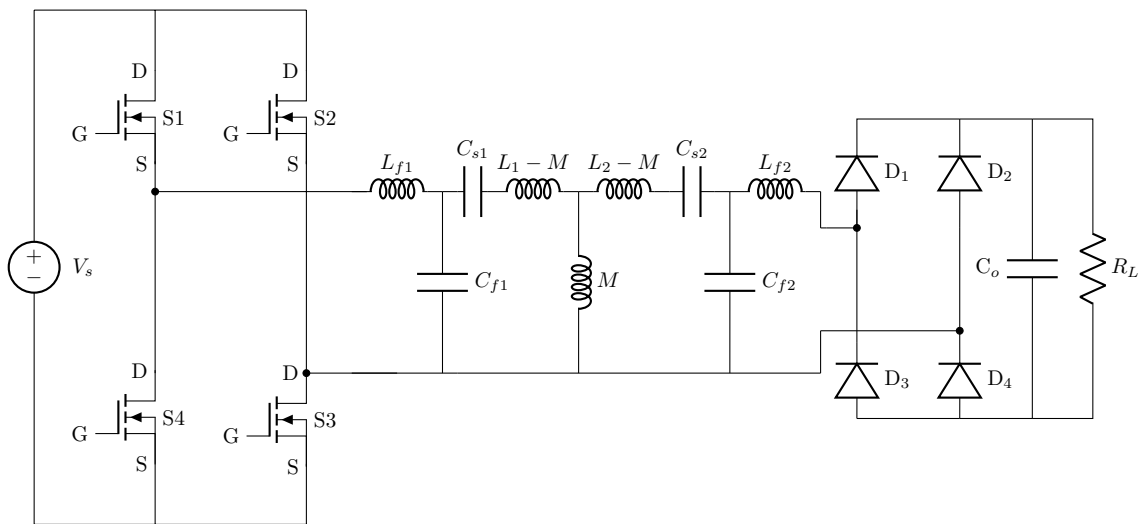 D
D
G
S1
G
S2
S
S
L_{f1}
C_{s1}
L_1 − M
L_2 − M
C_{s2}
L_{f2}
D_1
D_2
+
−
V_s
C_{f1}
M
C_{f2}
C_o
R_L
D
D
D_3
D_4
G
S4
G
S3
S
S